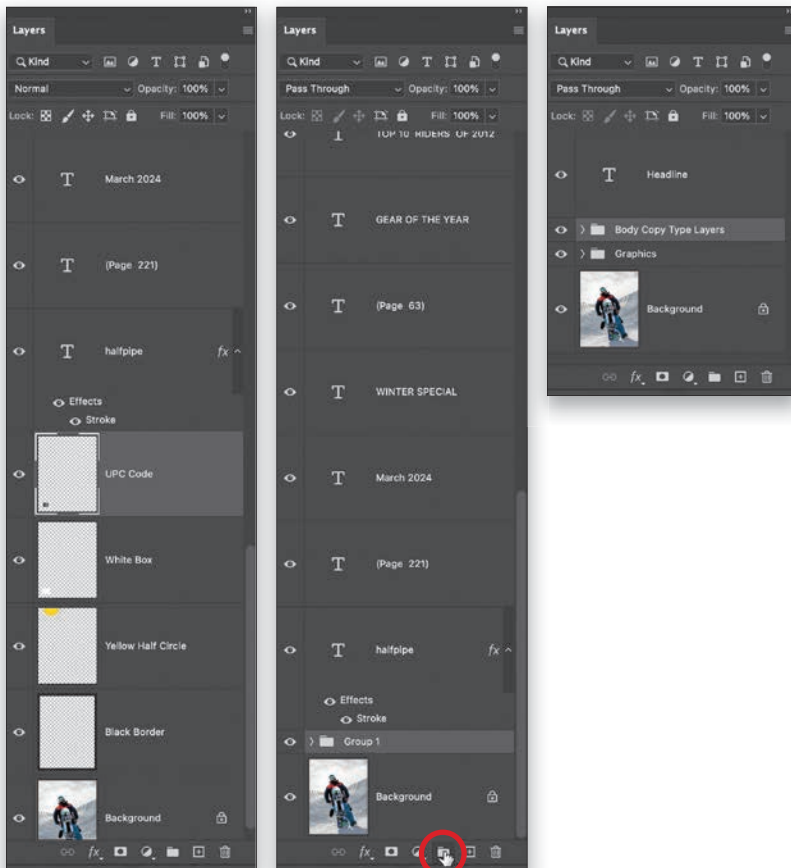 Layers
Kind
Normal
Opacity: 100%
Lock:
Fill: 100%
March 2024
(Page 221)
halfpipe
fx
Effects
Stroke
UPC Code
White Box
Yellow Half Circle
Black Border
Background
fx
Layers
Kind
Pass Through
Opacity: 100%
Lock:
Fill: 100%
TOP 10 RIDERS OF 2012
GEAR OF THE YEAR
(Page 63)
WINTER SPECIAL
March 2024
(Page 221)
halfpipe
fx
Effects
Stroke
Group 1
Background
fx
Layers
Kind
Pass Through
Opacity: 100%
Lock:
Fill: 100%
Headline
Body Copy Type Layers
Graphics
Background
fx